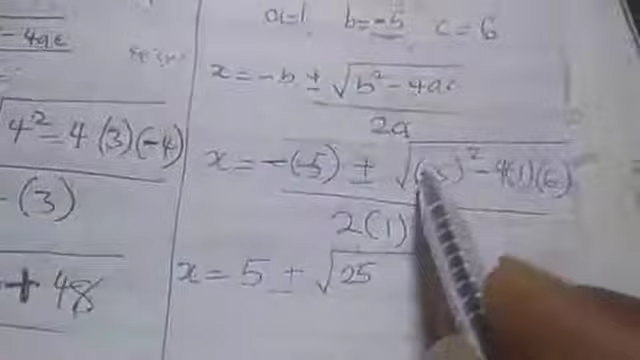 - 4ac
4² - 4(3)(-4)
- (3)
+ 48
a=1 b=-5 c=6
x = -b ± √b² - 4ac
2a
x = -(-5) ± √(-5)² - 4(1)(6)
2(1)
x = 5 ± √25